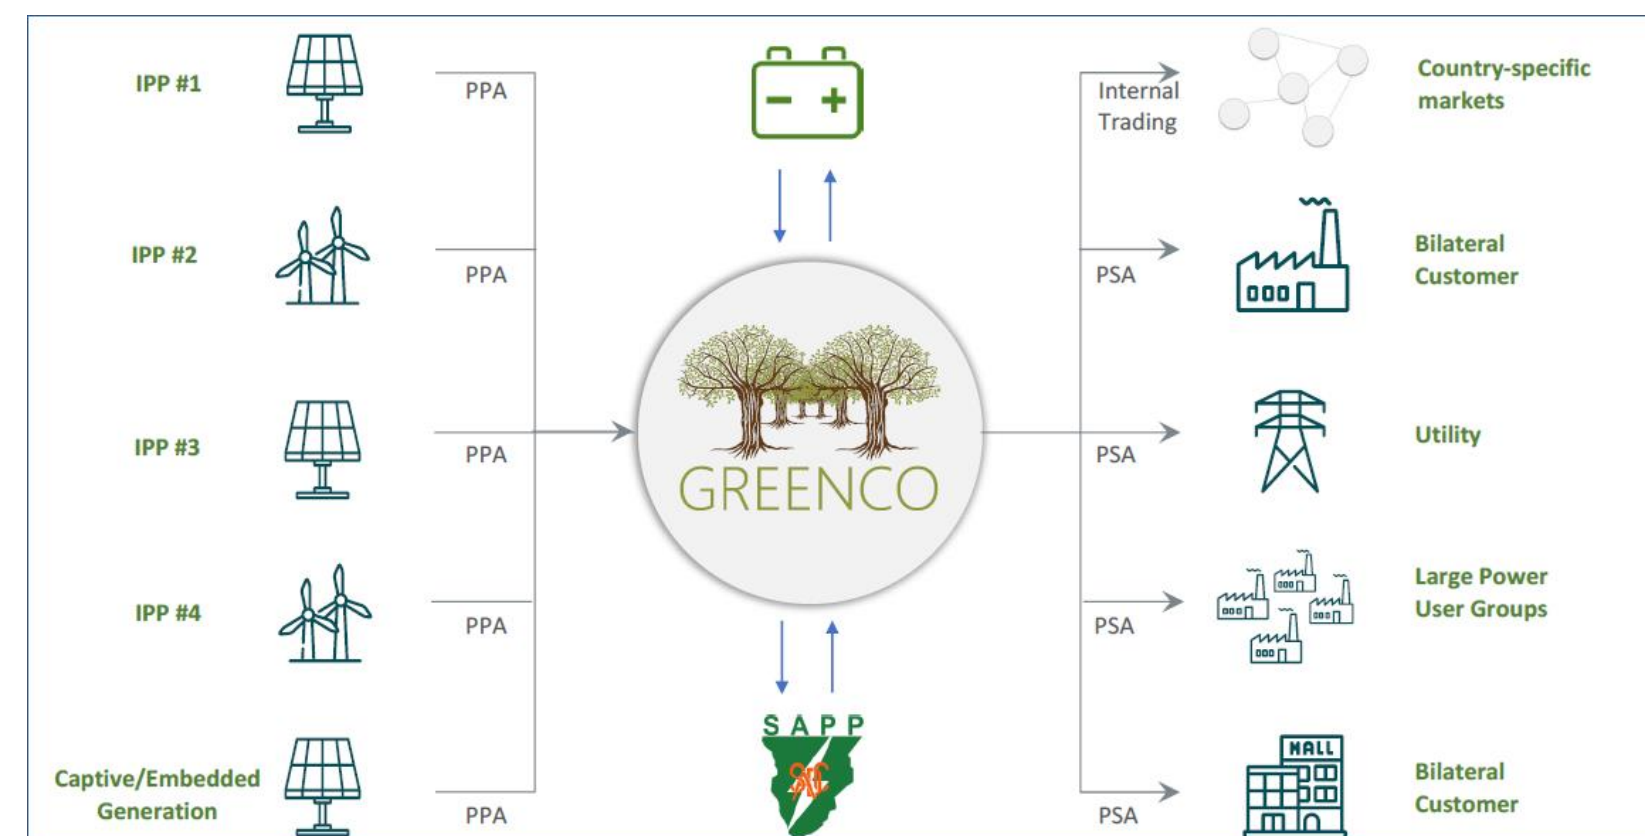 IPP #1
PPA
IPP #2
PPA
IPP #3
PPA
IPP #4
PPA
Captive/Embedded
Generation
PPA
GREENCO
SAPP
Internal
Trading
Country-specific
markets
PSA
Bilateral
Customer
PSA
Utility
PSA
Large Power
User Groups
PSA
MALL
Bilateral
Customer